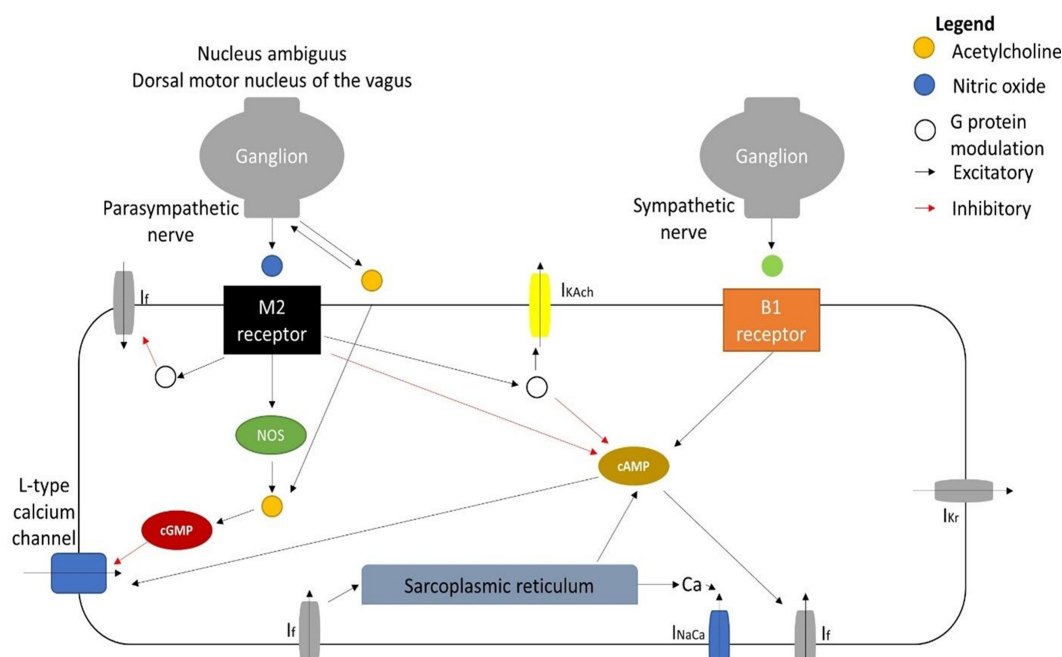 Legend
Acetylcholine
Nitric oxide
G protein
modulation
Excitatory
Inhibitory
Nucleus ambiguus
Dorsal motor nucleus of the vagus
Ganglion
Ganglion
Parasympathetic
nerve
Sympathetic
nerve
If
M2
receptor
IKAch
B1
receptor
NOS
cAMP
L-type
calcium
channel
cGMP
IKr
Sarcoplasmic reticulum
Ca
If
INaCa
If